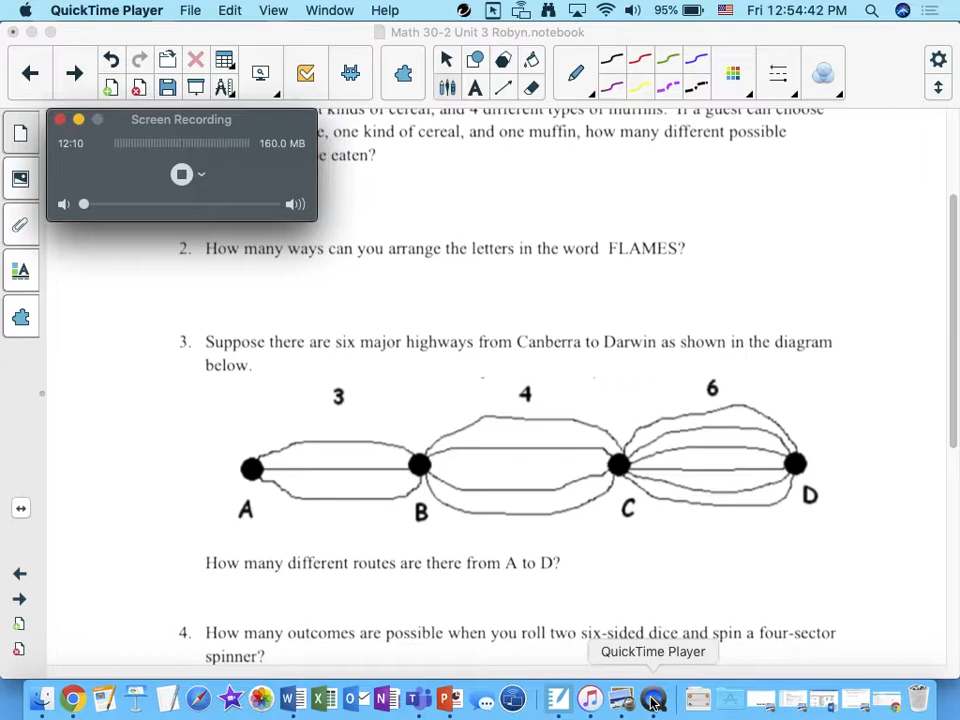 QuickTime Player File Edit View Window Help 95% Fri 12:54:42 PM
Math 30-2 Unit 3 Robyn.notebook
Screen Recording
12:10 160.0 MB
kinds of cereal, and 4 different types of muffins. If a guest can choose
e, one kind of cereal, and one muffin, how many different possible
e eaten?
2. How many ways can you arrange the letters in the word FLAMES?
3. Suppose there are six major highways from Canberra to Darwin as shown in the diagram
below.
3 4 6
A B C D
How many different routes are there from A to D?
4. How many outcomes are possible when you roll two six-sided dice and spin a four-sector
spinner?
QuickTime Player